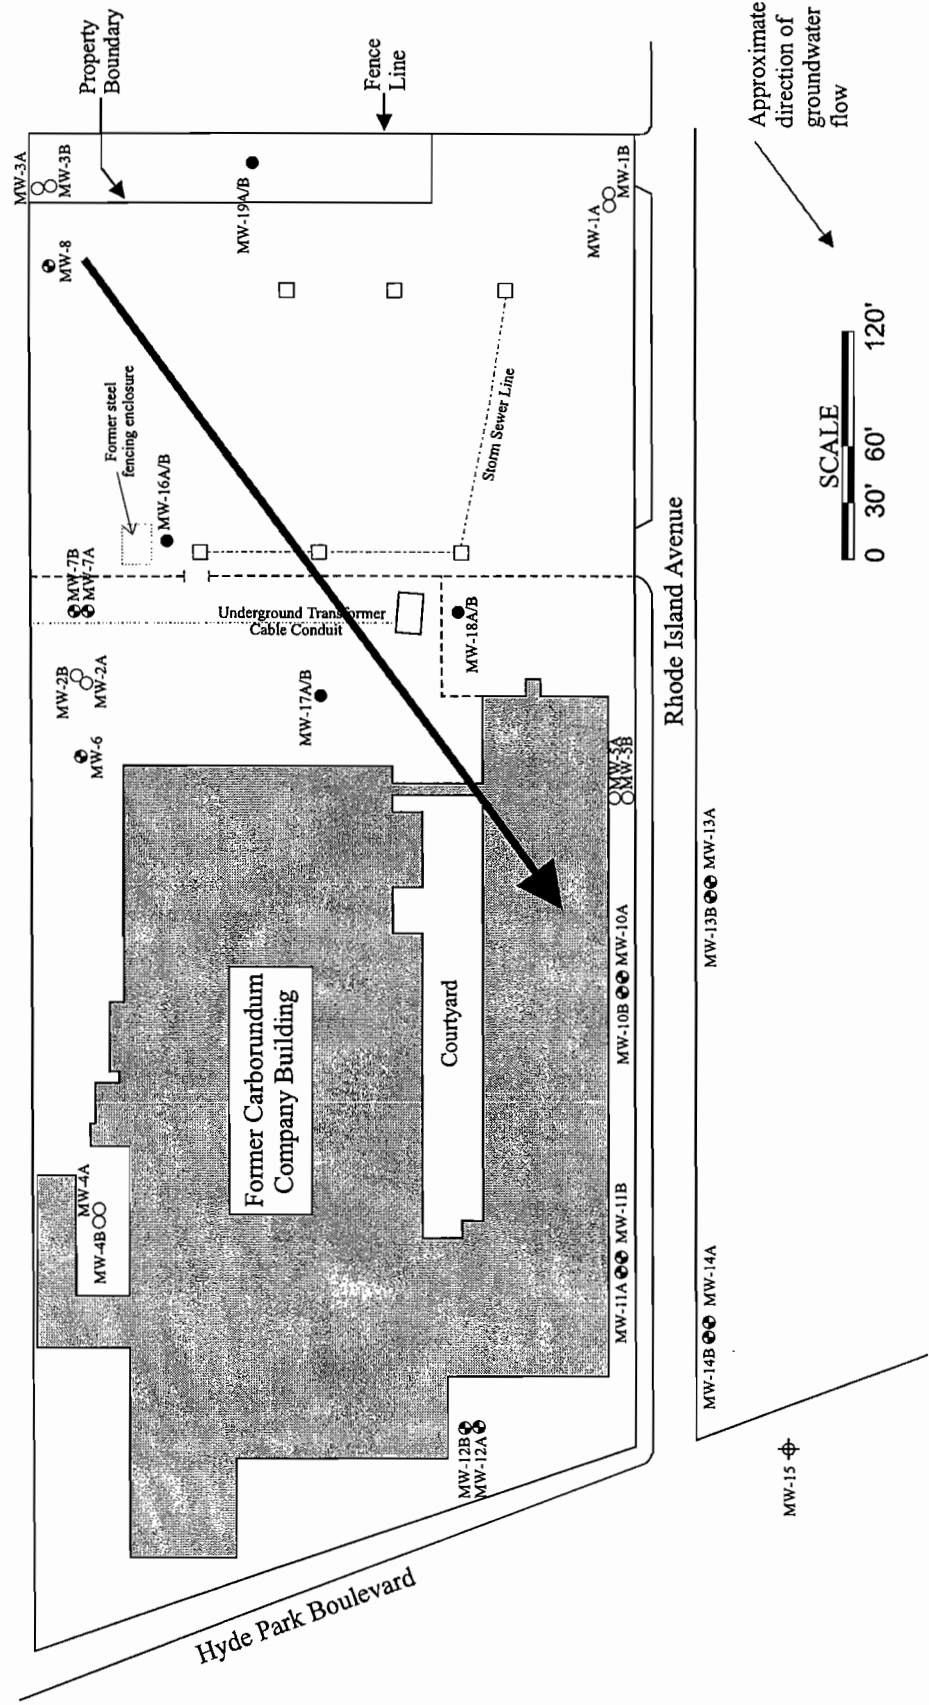 Property
Boundary
Fence
Line
Approximate
direction of
groundwater
flow
MW-3A
MW-3B
MW-8
MW-19A/B
MW-1A
MW-1B
Former steel
fencing enclosure
MW-16A/B
Storm Sewer Line
SCALE
0 30' 60' 120'
MW-7B
MW-7A
Underground Transformer
Cable Conduit
MW-18A/B
MW-2B
MW-2A
MW-17A/B
MW-6
Rhode Island Avenue
MW-5A
MW-5B
MW-13B MW-13A
MW-10B MW-10A
Former Carborundum
Company Building
Courtyard
MW-4A
MW-4B
MW-11A MW-11B
MW-14B MW-14A
MW-12B
MW-12A
MW-15
Hyde Park Boulevard